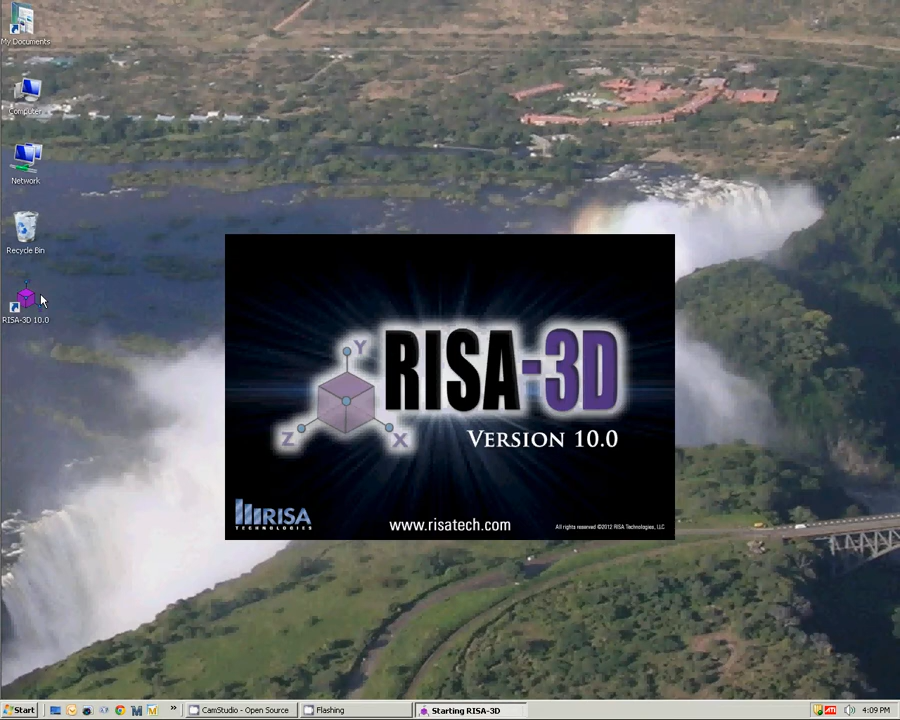 My Documents
Computer
Network
Recycle Bin
RISA-3D 10.0
Y
Z
X
RISA-3D
VERSION 10.0
RISA
TECHNOLOGIES
www.risatech.com
All rights reserved ©2012 RISA Technologies, LLC
Start
»
CamStudio - Open Source
Flashing
Starting RISA-3D
ATI
4:09 PM